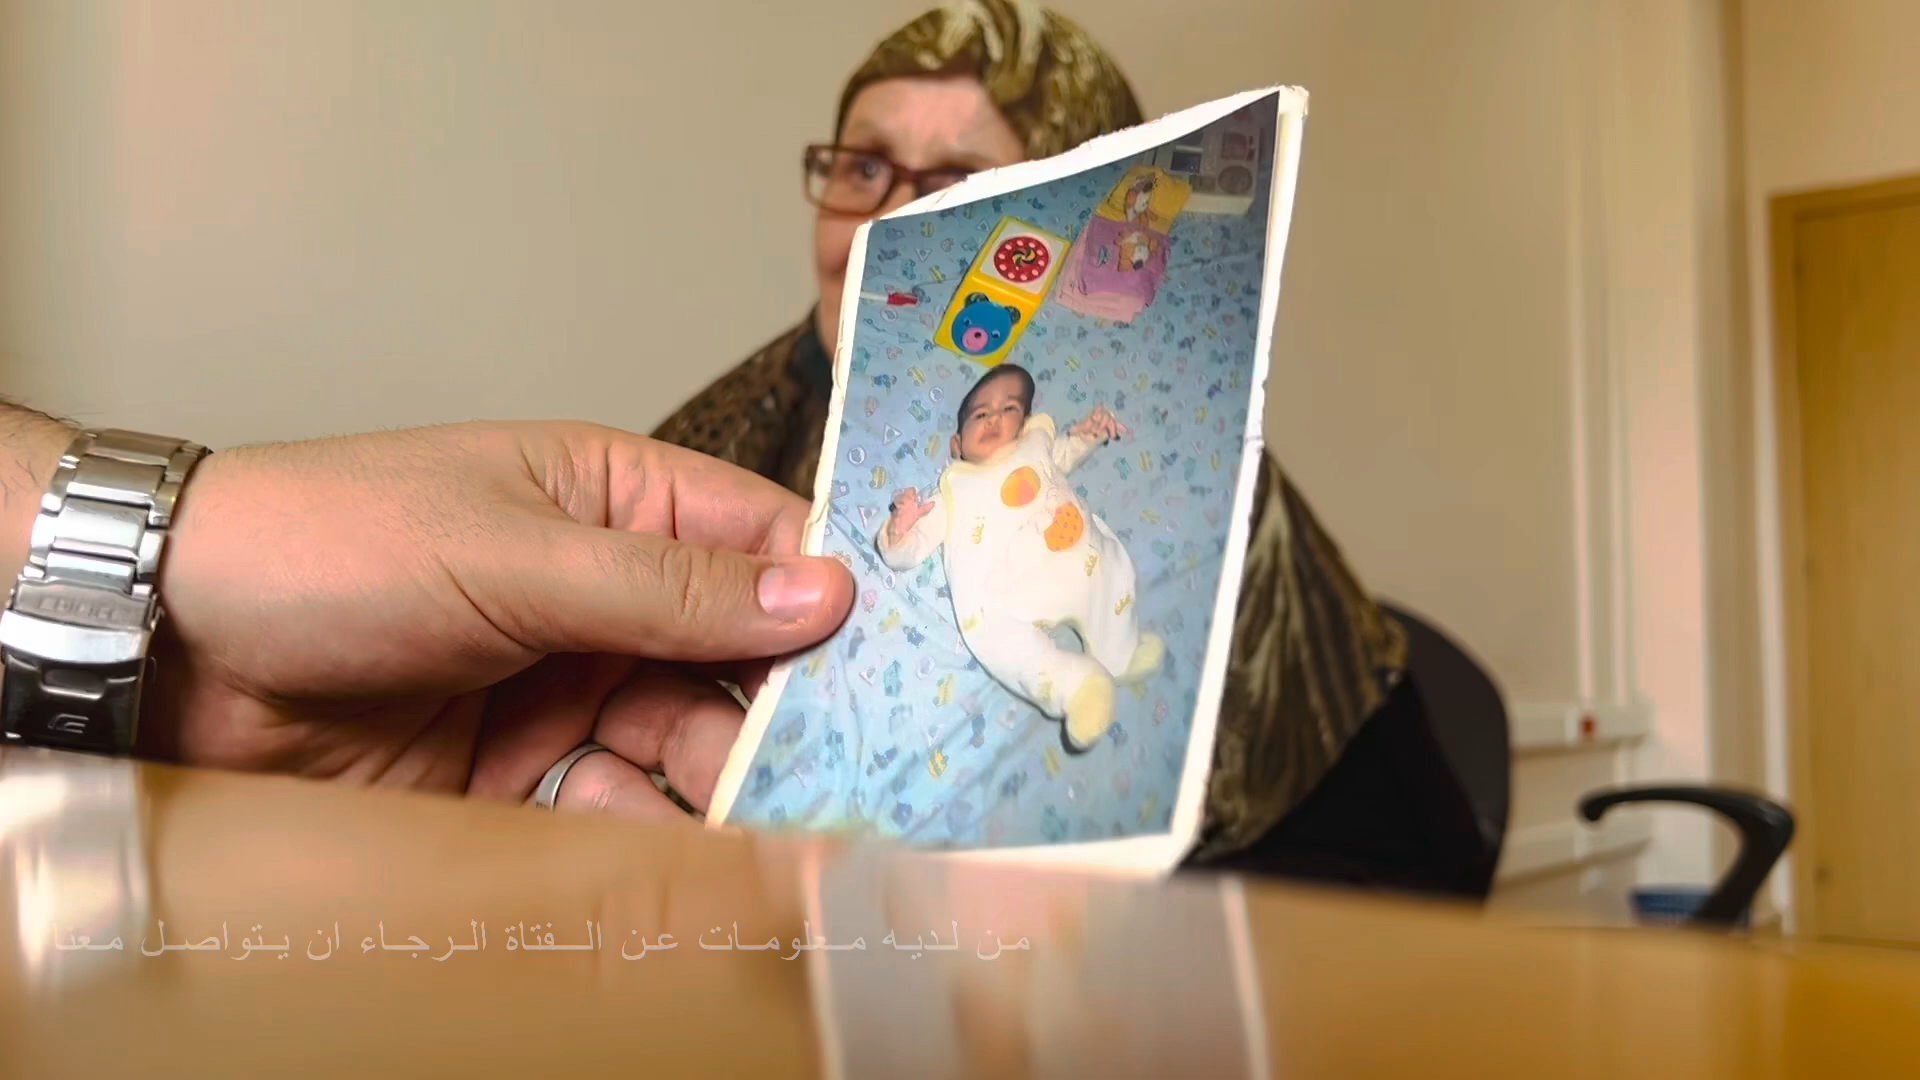 من لديه معلومات عن الفتاة الرجاء ان يتواصل معنا